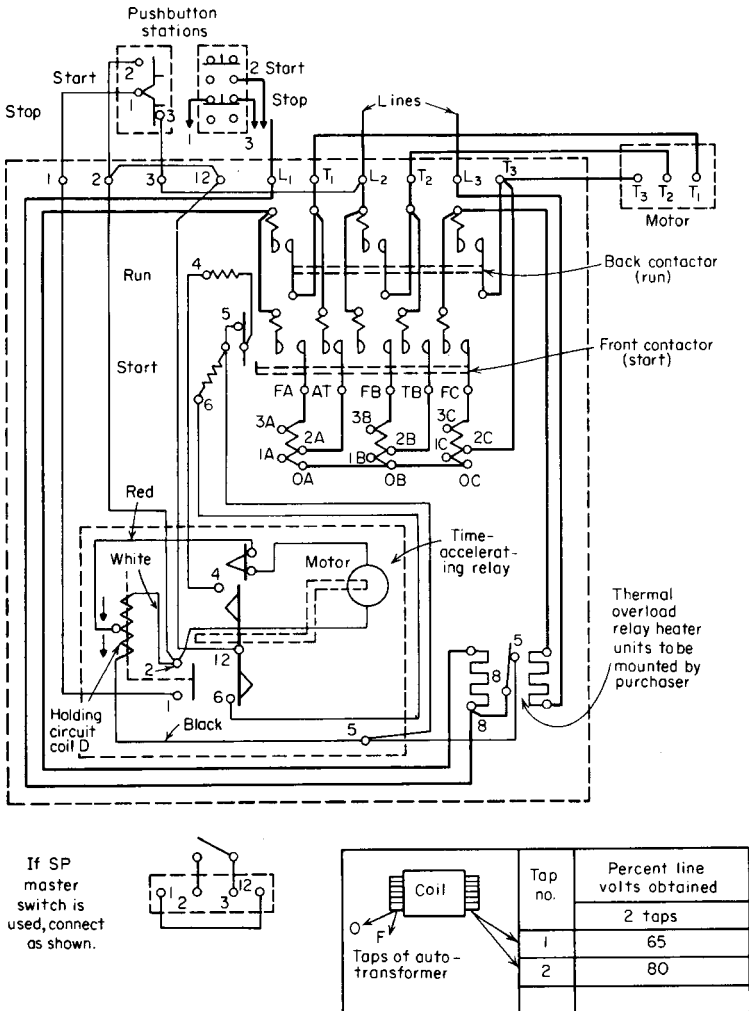 Pushbutton
stations
Start
2
1
3
2 Start
Stop
Stop
1
3
Lines
1
2
3
12
L1
T1
L2
T2
L3
T3
T3 T2 T1
Motor
Run
4
5
Back contactor
(run)
Start
6
Front contactor
(start)
FA
AT
FB
TB
FC
3A
2A
1A
OA
3B
2B
1B
OB
3C
2C
1C
OC
Red
White
4
Motor
Time-
accelerat-
ing relay
2
12
1
6
Black
5
Holding
circuit
coil D
8
5
8
Thermal
overload
relay heater
units to be
mounted by
purchaser
If SP
master
switch is
used, connect
as shown.
1
2
3
12
Coil
O
F
Taps of auto-
transformer
Tap
no.
Percent line
volts obtained
2 taps
1 65
2 80